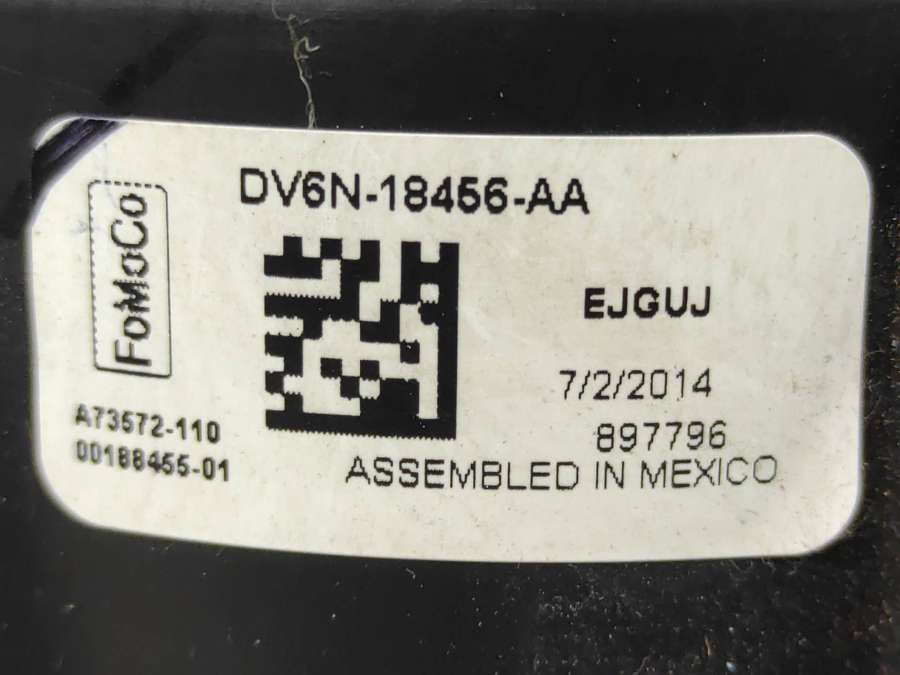 DV6N-18456-AA
FoMoCo
EJGUJ
7/2/2014
897796
A73572-110
00188455-01
ASSEMBLED IN MEXICO